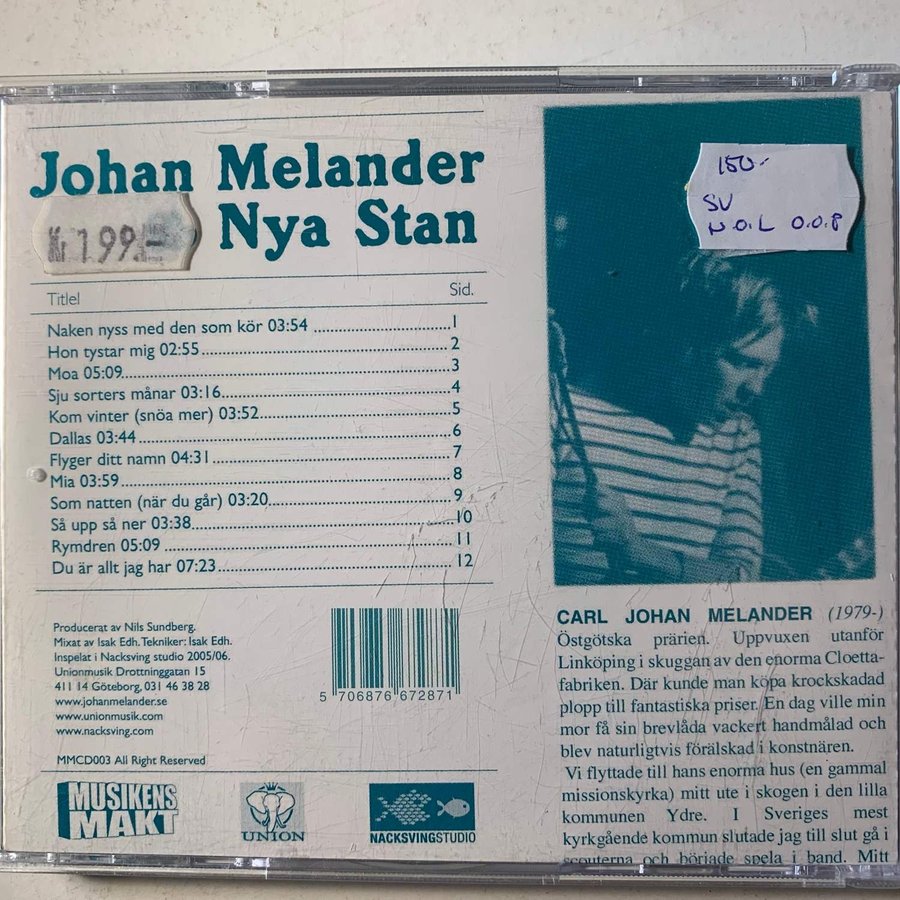 Johan Melander
Nya Stan
Kr 199:-
150:-
SV
N.O.L O.O.P
Titlel Sid.
Naken nyss med den som kör 03:54 1
Hon tystar mig 02:55 2
Moa 05:09 3
Sju sorters månar 03:16 4
Kom vinter (snöa mer) 03:52 5
Dallas 03:44 6
Flyger ditt namn 04:31 7
Mia 03:59 8
Som natten (när du går) 03:20 9
Så upp så ner 03:38 10
Rymdren 05:09 11
Du är allt jag har 07:23 12
Producerat av Nils Sundberg.
Mixat av Isak Edh. Tekniker: Isak Edh.
Inspelat i Nacksving studio 2005/06.
Unionmusik Drottninggatan 15
411 14 Göteborg, 031 46 38 28
www.johanmelander.se
www.unionmusik.com
www.nacksving.com
MMCD003 All Right Reserved
5 706876 672871
MUSIKENS
MAKT
UNION
NACKSVINGSTUDIO
CARL JOHAN MELANDER (1979-)
Östgötska prärien. Uppvuxen utanför
Linköping i skuggan av den enorma Cloetta-
fabriken. Där kunde man köpa krockskadad
plopp till fantastiska priser. En dag ville min
mor få sin brevlåda vackert handmålad och
blev naturligtvis förälskad i konstnären.
Vi flyttade till hans enorma hus (en gammal
missionskyrka) mitt ute i skogen i den lilla
kommunen Ydre. I Sveriges mest
kyrkgående kommun slutade jag till slut gå i
scouterna och började spela i band. Mitt